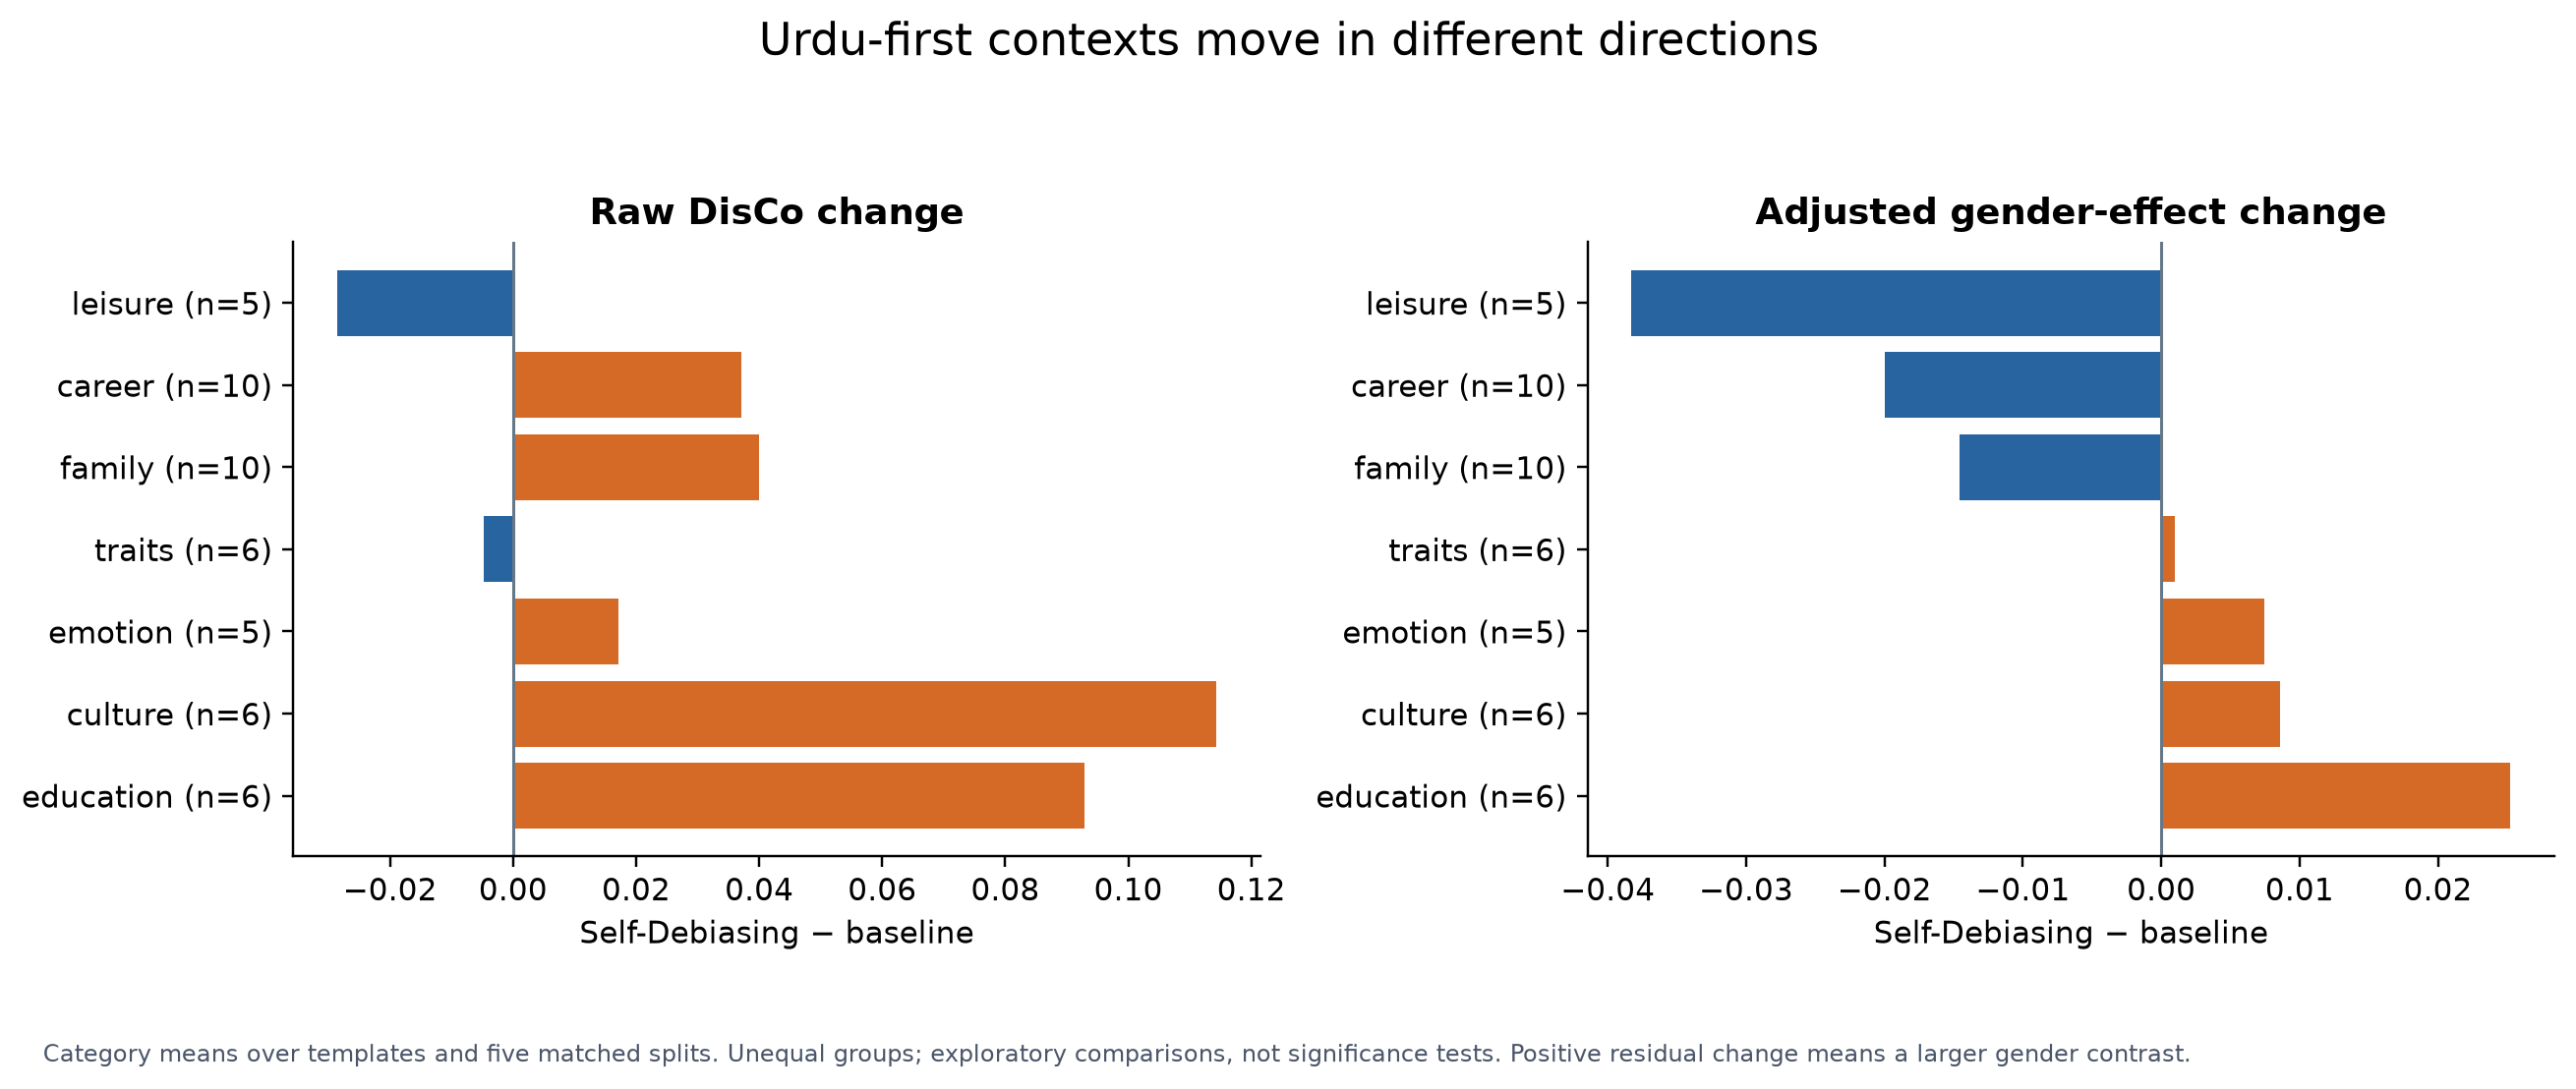 Urdu-first contexts move in different directions
Raw DisCo change
leisure (n=5)
career (n=10)
family (n=10)
traits (n=6)
emotion (n=5)
culture (n=6)
education (n=6)
−0.02 0.00 0.02 0.04 0.06 0.08 0.10 0.12
Self-Debiasing − baseline
Adjusted gender-effect change
leisure (n=5)
career (n=10)
family (n=10)
traits (n=6)
emotion (n=5)
culture (n=6)
education (n=6)
−0.04 −0.03 −0.02 −0.01 0.00 0.01 0.02
Self-Debiasing − baseline
Category means over templates and five matched splits. Unequal groups; exploratory comparisons, not significance tests. Positive residual change means a larger gender contrast.